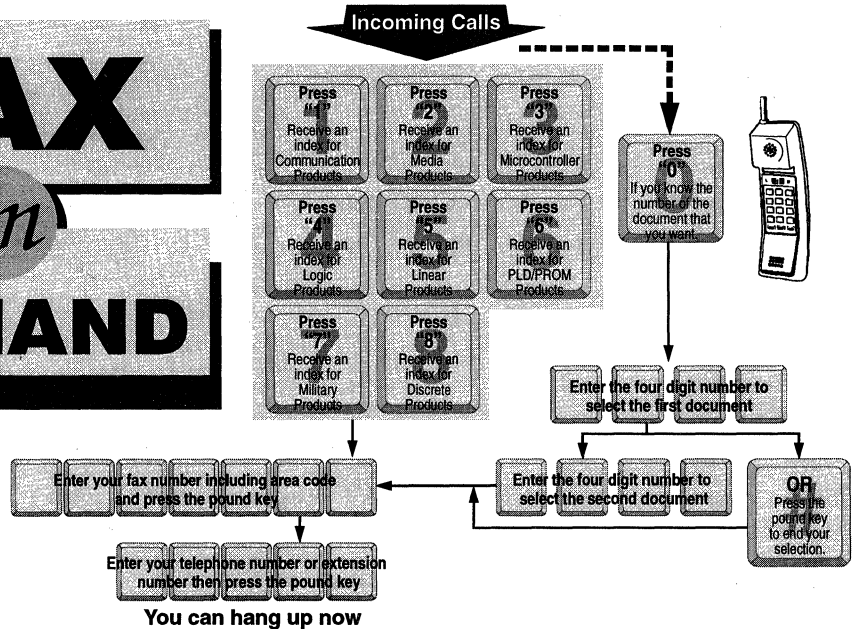 Incoming Calls
AX
n
AND
Press
"1"
Receive an
index for
Communication
Products
Press
"2"
Receive an
index for
Media
Products
Press
"3"
Receive an
index for
Microcontroller
Products
Press
"4"
Receive an
index for
Logic
Products
Press
"5"
Receive an
index for
Linear
Products
Press
"6"
Receive an
index for
PLD/PROM
Products
Press
"7"
Receive an
index for
Military
Products
Press
"8"
Receive an
index for
Discrete
Products
Press
"0"
If you know the
number of the
document that
you want.
Enter the four digit number to
select the first document
Enter the four digit number to
select the second document
OR
Press the
pound key
to end your
selection.
Enter your fax number including area code
and press the pound key
Enter your telephone number or extension
number then press the pound key
You can hang up now